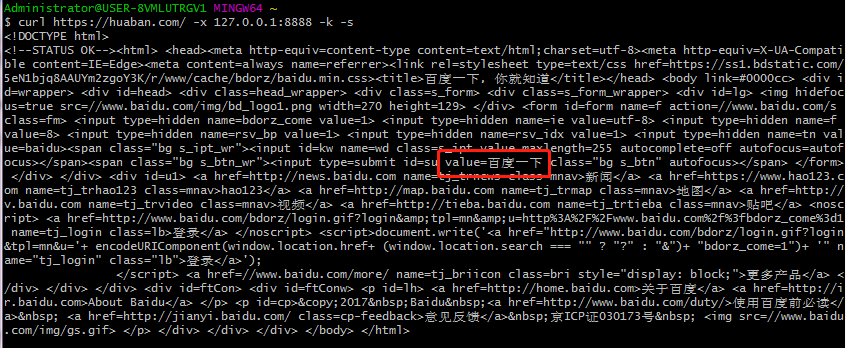 Administrator@USER-8VMLUTRGV1 MINGW64 ~
$ curl https://huaban.com/ -x 127.0.0.1:8888 -k -s
<!DOCTYPE html>
<!--STATUS OK--><html> <head><meta http-equiv=content-type content=text/html;charset=utf-8><meta http-equiv=X-UA-Compati
ble content=IE=Edge><meta content=always name=referrer><link rel=stylesheet type=text/css href=https://ss1.bdstatic.com/
5eN1bjq8AAUYm2zgoY3K/r/www/cache/bdorz/baidu.min.css><title>百度一下，你就知道</title></head> <body link=#0000cc> <div i
d=wrapper> <div id=head> <div class=head_wrapper> <div class=s_form> <div class=s_form_wrapper> <div id=lg> <img hidefoc
us=true src=//www.baidu.com/img/bd_logo1.png width=270 height=129> </div> <form id=form name=f action=//www.baidu.com/s
class=fm> <input type=hidden name=bdorz_come value=1> <input type=hidden name=ie value=utf-8> <input type=hidden name=f
value=8> <input type=hidden name=rsv_bp value=1> <input type=hidden name=rsv_idx value=1> <input type=hidden name=tn val
ue=baidu><span class="bg s_ipt_wr"><input id=kw name=wd class=s_ipt value maxlength=255 autocomplete=off autofocus=autof
ocus></span><span class="bg s_btn_wr"><input type=submit id=su value=百度一下 class="bg s_btn" autofocus></span> </form>
</div> </div> <div id=u1> <a href=http://news.baidu.com name=tj_trnews class=mnav>新闻</a> <a href=https://www.hao123.c
om name=tj_trhao123 class=mnav>hao123</a> <a href=http://map.baidu.com name=tj_trmap class=mnav>地图</a> <a href=http://
v.baidu.com name=tj_trvideo class=mnav>视频</a> <a href=http://tieba.baidu.com name=tj_trtieba class=mnav>贴吧</a> <nosc
ript> <a href=http://www.baidu.com/bdorz/login.gif?login&amp;tpl=mn&amp;u=http%3A%2F%2Fwww.baidu.com%2f%3fbdorz_come%3d1
name=tj_login class=lb>登录</a> </noscript> <script>document.write('<a href="http://www.baidu.com/bdorz/login.gif?login
&tpl=mn&u='+ encodeURIComponent(window.location.href+ (window.location.search === "" ? "?" : "&")+ "bdorz_come=1")+ '"
name="tj_login" class="lb">登录</a>');
</script> <a href=//www.baidu.com/more/ name=tj_briicon class=bri style="display: block;">更多产品</a> <
/div> </div> </div> <div id=ftCon> <div id=ftConw> <p id=lh> <a href=http://home.baidu.com>关于百度</a> <a href=http://i
r.baidu.com>About Baidu</a> </p> <p id=cp>&copy;2017&nbsp;Baidu&nbsp;<a href=http://www.baidu.com/duty/>使用百度前必读</
a>&nbsp; <a href=http://jianyi.baidu.com/ class=cp-feedback>意见反馈</a>&nbsp;京ICP证030173号&nbsp; <img src=//www.baidu
.com/img/gs.gif> </p> </div> </div> </div> </body> </html>